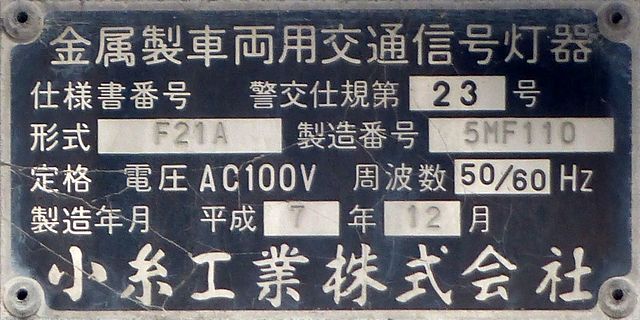 金属製車両用交通信号灯器
仕様書番号 警交仕規第 23 号
形式 F21A 製造番号 5MF110
定格 電圧 AC100V 周波数 50/60 Hz
製造年月 平成 7 年 12 月
小糸工業株式会社